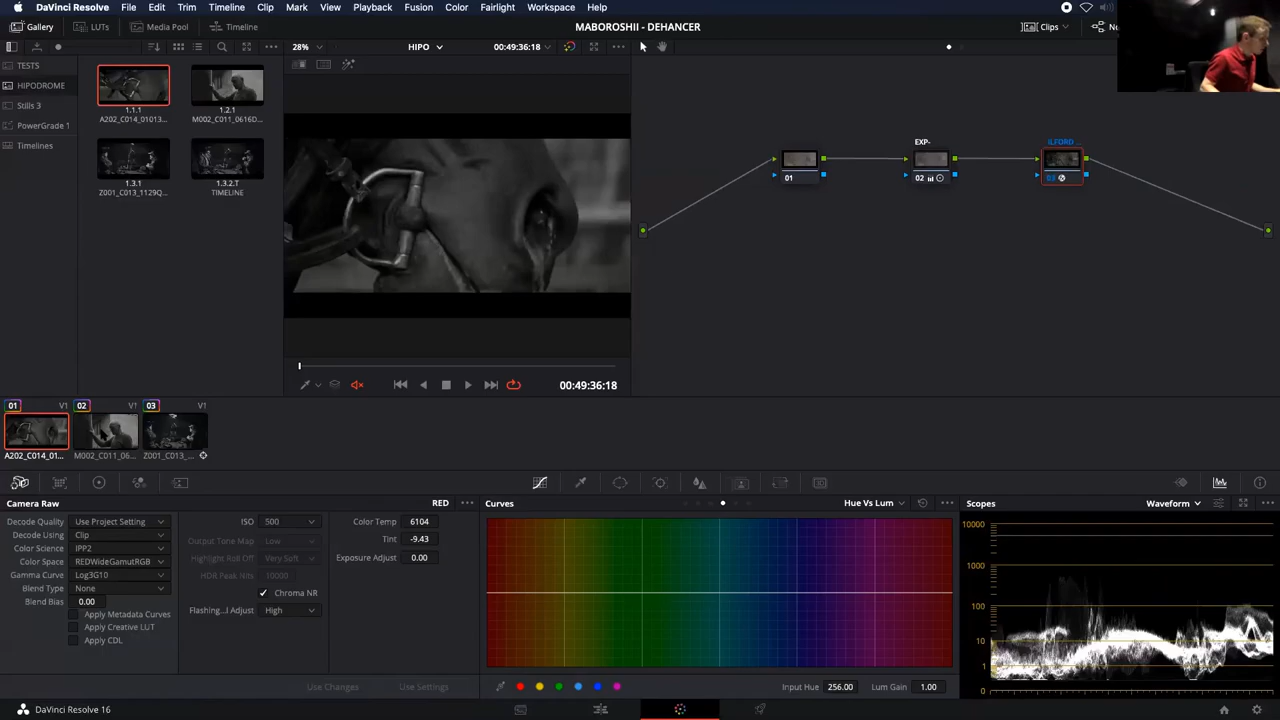 DaVinci Resolve File Edit Trim Timeline Clip Mark View Playback Fusion Color Fairlight Workspace Help
Gallery LUTs Media Pool Timeline MABOROSHII - DEHANCER Clips
28% HIPO 00:49:36:18
TESTS
HIPODROME
Stills 3
PowerGrade 1
Timelines
1.1.1
A202_C014_01013...
1.2.1
M002_C011_0616D...
Z001_C013_1129Q...
1.3.2.T
TIMELINE
EXP-
ILFORD ...
01
02
03
00:49:36:18
01 V1 02 V1 03 V1
A202_C014_01... M002_C011_06... Z001_C013_...
Camera Raw RED
Decode Quality Use Project Setting
Decode Using Clip
Color Science IPP2
Color Space REDWideGamutRGB
Gamma Curve Log3G10
Blend Type None
Blend Bias 0.00
Apply Metadata Curves
Apply Creative LUT
Apply CDL
ISO 500
Output Tone Map Low
Highlight Roll Off Very Soft
HDR Peak Nits 10000
Chroma NR
Flashing...l Adjust High
Color Temp 6104
Tint -9.43
Exposure Adjust 0.00
Use Changes Use Settings
Curves Hue Vs Lum
Input Hue 256.00 Lum Gain 1.00
Scopes Waveform
10000
1000
100
10
1
0
DaVinci Resolve 16